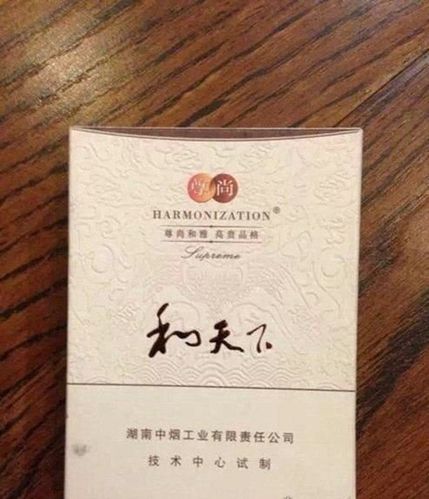 尊尚
HARMONIZATION®
尊尚和雅 高贵品格
Supreme
和天下
湖南中烟工业有限责任公司
技术中心试制